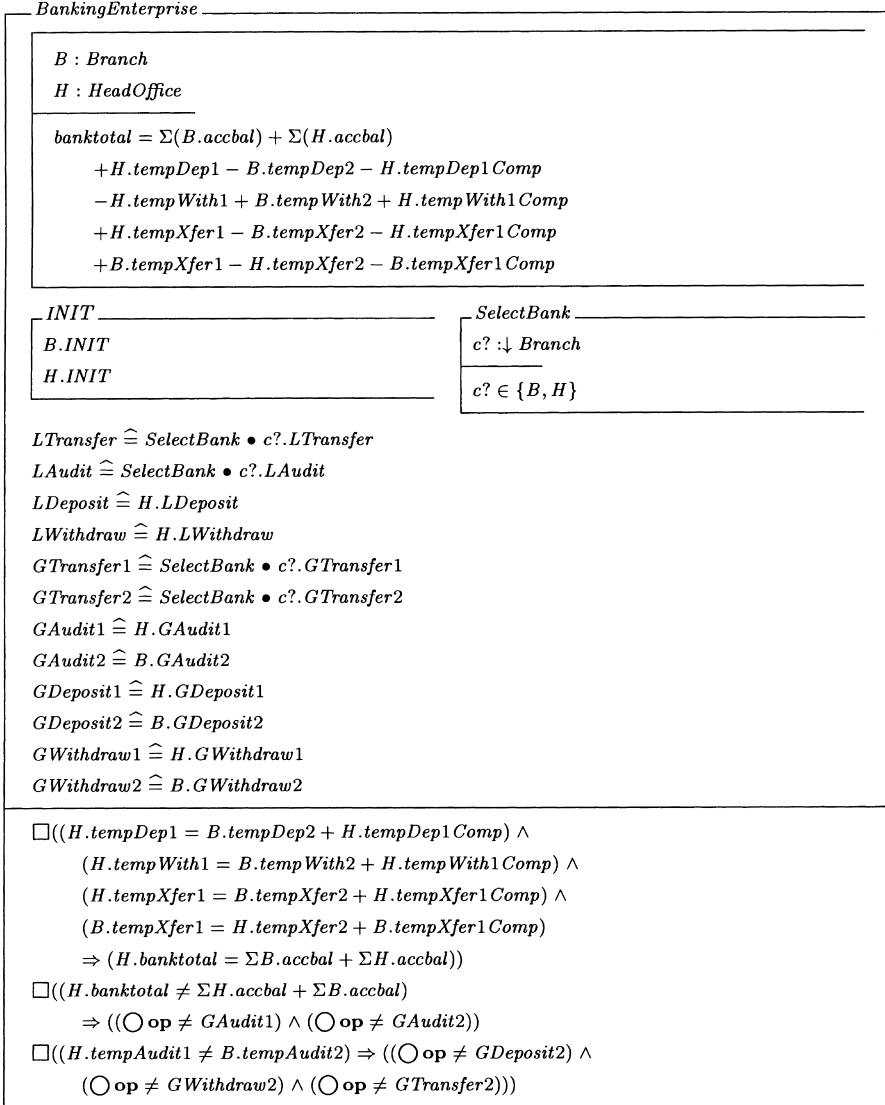 BankingEnterprise
B : Branch
H : HeadOffice
banktotal = Σ(B.accbal) + Σ(H.accbal)
+H.tempDep1 − B.tempDep2 − H.tempDep1Comp
−H.tempWith1 + B.tempWith2 + H.tempWith1Comp
+H.tempXfer1 − B.tempXfer2 − H.tempXfer1Comp
+B.tempXfer1 − H.tempXfer2 − B.tempXfer1Comp
INIT
B.INIT
H.INIT
SelectBank
c? :↓ Branch
c? ∈ {B, H}
LTransfer ≙ SelectBank • c?.LTransfer
LAudit ≙ SelectBank • c?.LAudit
LDeposit ≙ H.LDeposit
LWithdraw ≙ H.LWithdraw
GTransfer1 ≙ SelectBank • c?.GTransfer1
GTransfer2 ≙ SelectBank • c?.GTransfer2
GAudit1 ≙ H.GAudit1
GAudit2 ≙ B.GAudit2
GDeposit1 ≙ H.GDeposit1
GDeposit2 ≙ B.GDeposit2
GWithdraw1 ≙ H.GWithdraw1
GWithdraw2 ≙ B.GWithdraw2
□((H.tempDep1 = B.tempDep2 + H.tempDep1Comp) ∧
(H.tempWith1 = B.tempWith2 + H.tempWith1Comp) ∧
(H.tempXfer1 = B.tempXfer2 + H.tempXfer1Comp) ∧
(B.tempXfer1 = H.tempXfer2 + B.tempXfer1Comp)
⇒ (H.banktotal = ΣB.accbal + ΣH.accbal))
□((H.banktotal ≠ ΣH.accbal + ΣB.accbal)
⇒ ((◯ op ≠ GAudit1) ∧ (◯ op ≠ GAudit2))
□((H.tempAudit1 ≠ B.tempAudit2) ⇒ ((◯ op ≠ GDeposit2) ∧
(◯ op ≠ GWithdraw2) ∧ (◯ op ≠ GTransfer2)))